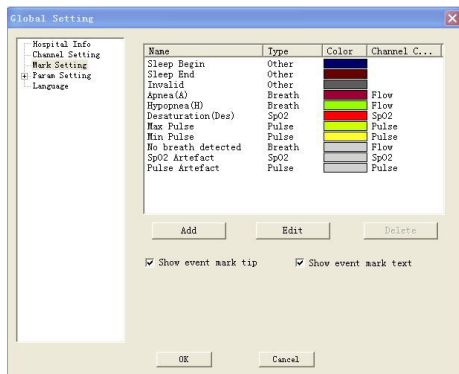 Global Setting
Hospital Info
Channel Setting
Mark Setting
Param Setting
Language
Name Type Color Channel C...
Sleep Begin Other
Sleep End Other
Invalid Other
Apnea(A) Breath Flow
Hypopnea(H) Breath Flow
Desaturation(Des) SpO2 SpO2
Max Pulse Pulse Pulse
Min Pulse Pulse Pulse
No breath detected Breath Flow
SpO2 Artefact SpO2 SpO2
Pulse Artefact Pulse Pulse
Add Edit Delete
Show event mark tip Show event mark text
OK Cancel